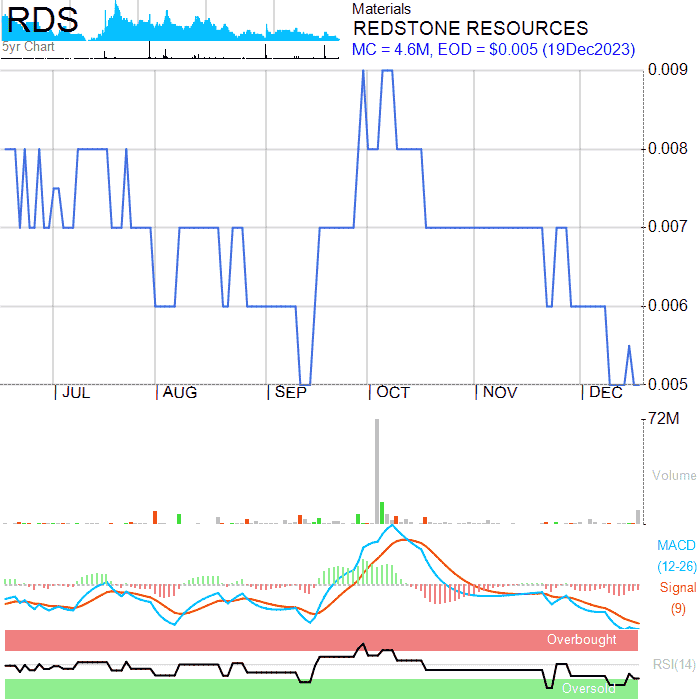 RDS
5yr Chart
Materials
REDSTONE RESOURCES
MC = 4.6M, EOD = $0.005 (19Dec2023)
0.009
0.008
0.007
0.006
0.005
JUL
AUG
SEP
OCT
NOV
DEC
72M
Volume
MACD
(12-26)
Signal
(9)
Overbought
RSI(14)
Oversold